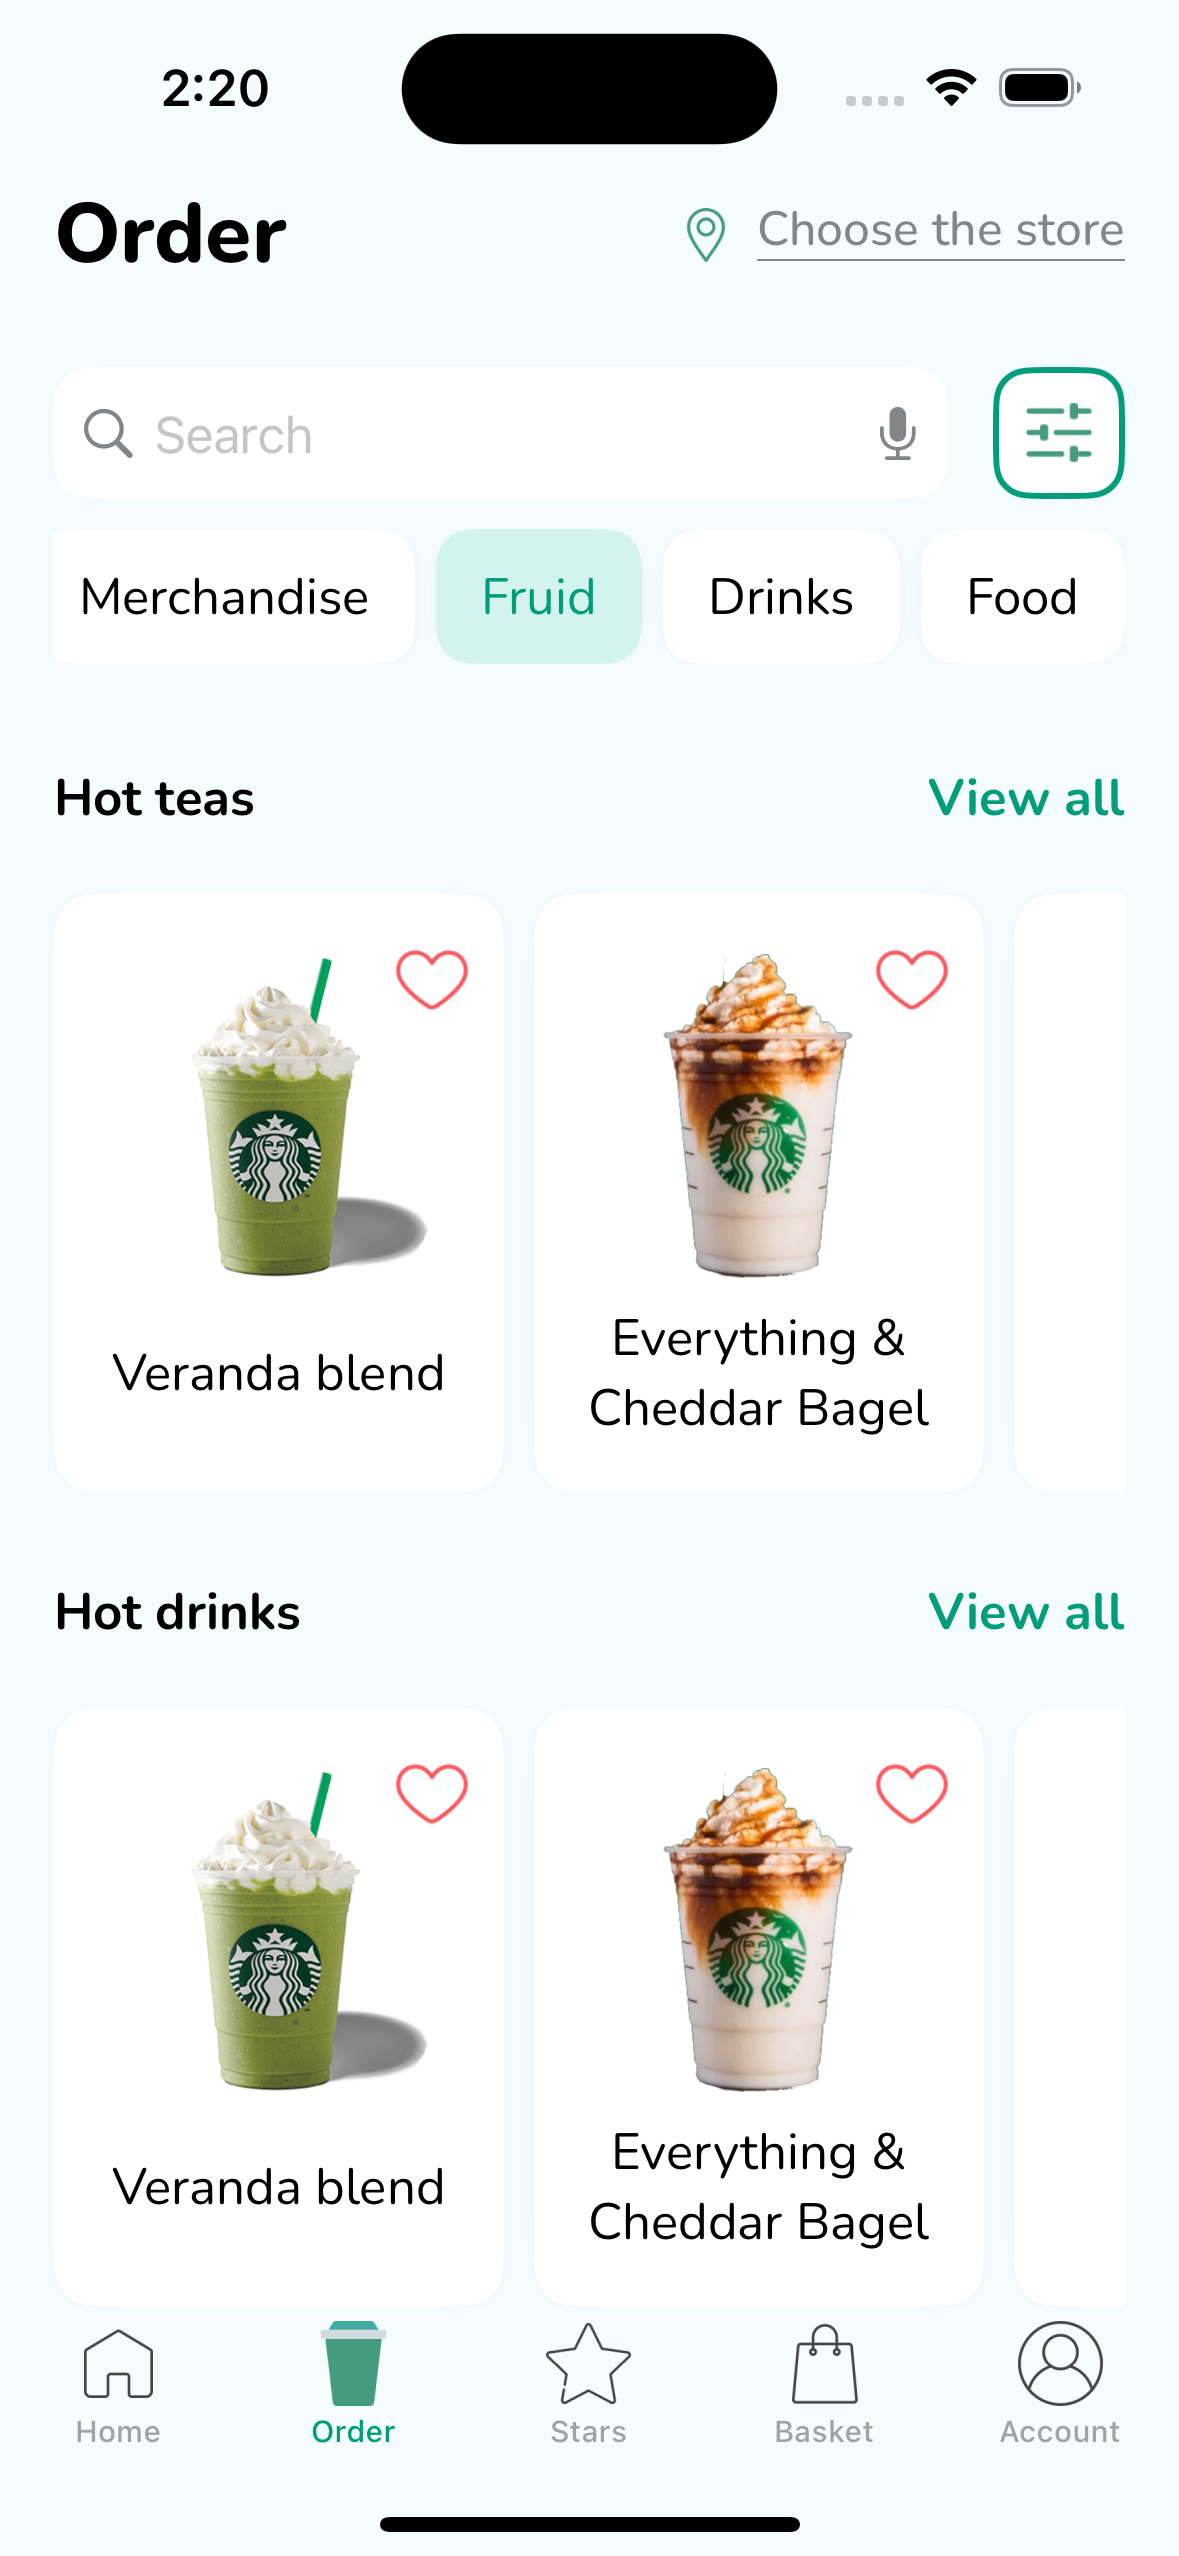 2:20
Order
Choose the store
Search
Merchandise
Fruid
Drinks
Food
Hot teas
View all
Veranda blend
Everything &
Cheddar Bagel
Hot drinks
View all
Veranda blend
Everything &
Cheddar Bagel
Home
Order
Stars
Basket
Account